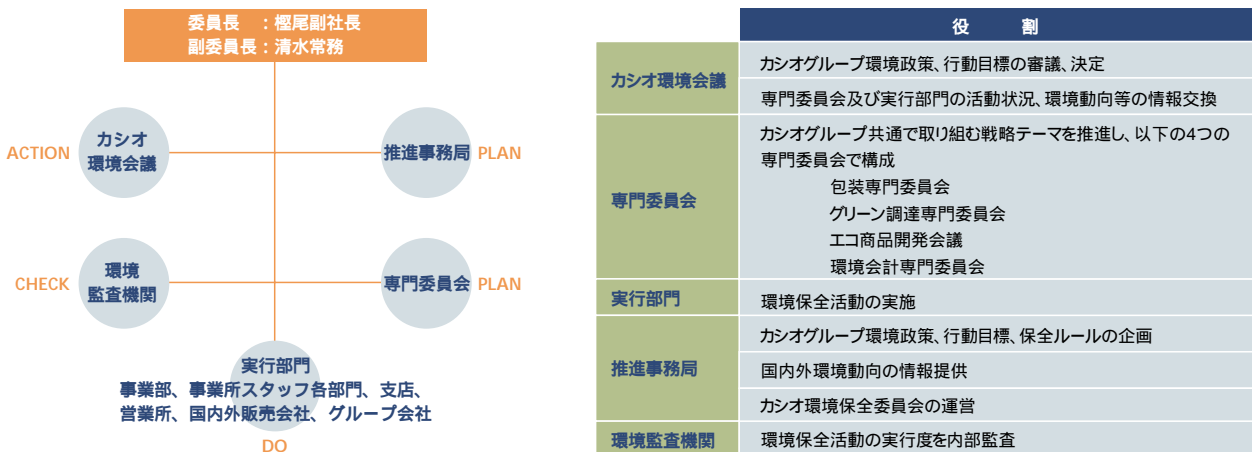 委員長　：樫尾副社長
副委員長：清水常務
ACTION
カシオ
環境会議
推進事務局
PLAN
CHECK
環境
監査機関
専門委員会
PLAN
実行部門
事業部、事業所スタッフ各部門、支店、
営業所、国内外販売会社、グループ会社
DO
役　割
カシオ環境会議
カシオグループ環境政策、行動目標の審議、決定
専門委員会及び実行部門の活動状況、環境動向等の情報交換
専門委員会
カシオグループ共通で取り組む戦略テーマを推進し、以下の4つの
専門委員会で構成
包装専門委員会
グリーン調達専門委員会
エコ商品開発会議
環境会計専門委員会
実行部門
環境保全活動の実施
推進事務局
カシオグループ環境政策、行動目標、保全ルールの企画
国内外環境動向の情報提供
カシオ環境保全委員会の運営
環境監査機関
環境保全活動の実行度を内部監査